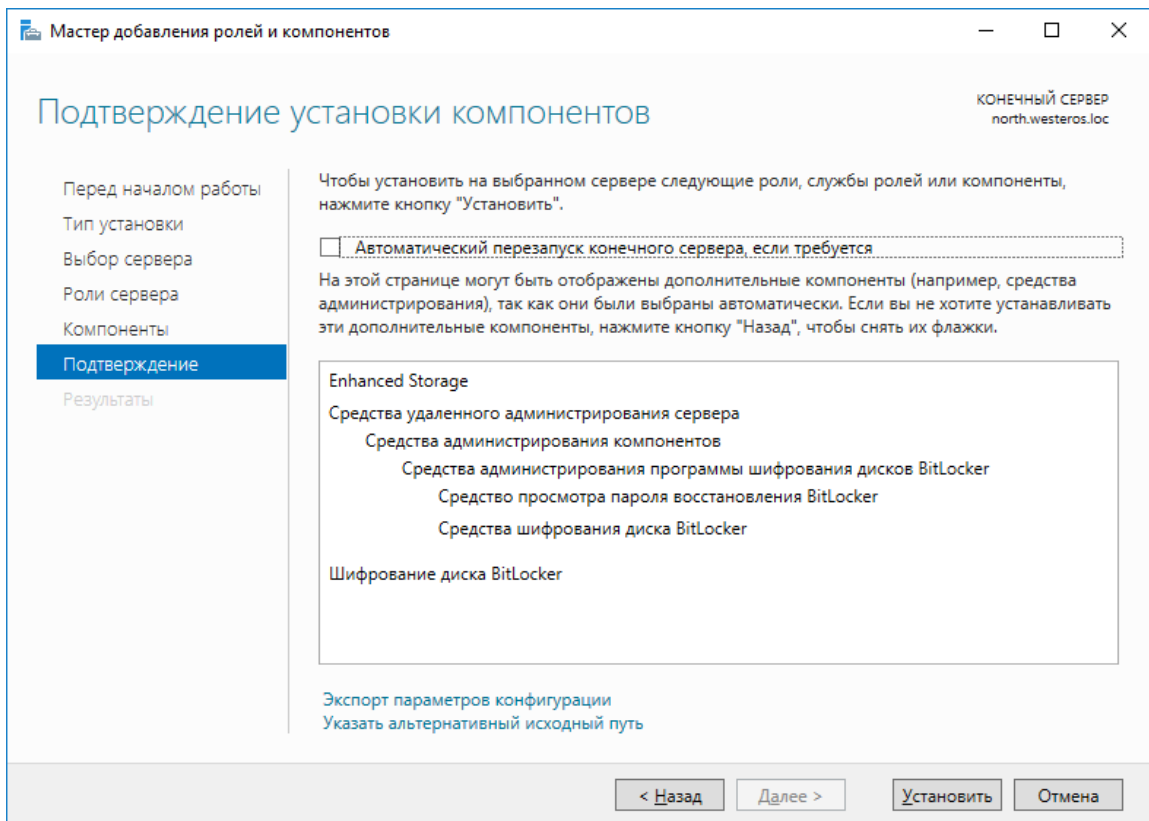 Мастер добавления ролей и компонентов
Подтверждение установки компонентов
КОНЕЧНЫЙ СЕРВЕР
north.westeros.loc
Перед началом работы
Тип установки
Выбор сервера
Роли сервера
Компоненты
Подтверждение
Результаты
Чтобы установить на выбранном сервере следующие роли, службы ролей или компоненты,
нажмите кнопку "Установить".
Автоматический перезапуск конечного сервера, если требуется
На этой странице могут быть отображены дополнительные компоненты (например, средства
администрирования), так как они были выбраны автоматически. Если вы не хотите устанавливать
эти дополнительные компоненты, нажмите кнопку "Назад", чтобы снять их флажки.
Enhanced Storage
Средства удаленного администрирования сервера
Средства администрирования компонентов
Средства администрирования программы шифрования дисков BitLocker
Средство просмотра пароля восстановления BitLocker
Средства шифрования диска BitLocker
Шифрование диска BitLocker
Экспорт параметров конфигурации
Указать альтернативный исходный путь
< Назад
Далее >
Установить
Отмена